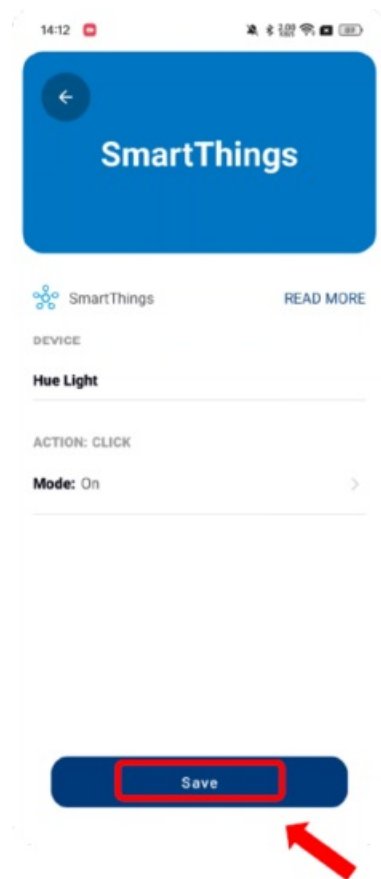 14:12
SmartThings
SmartThings READ MORE
DEVICE
Hue Light
ACTION: CLICK
Mode: On
Save